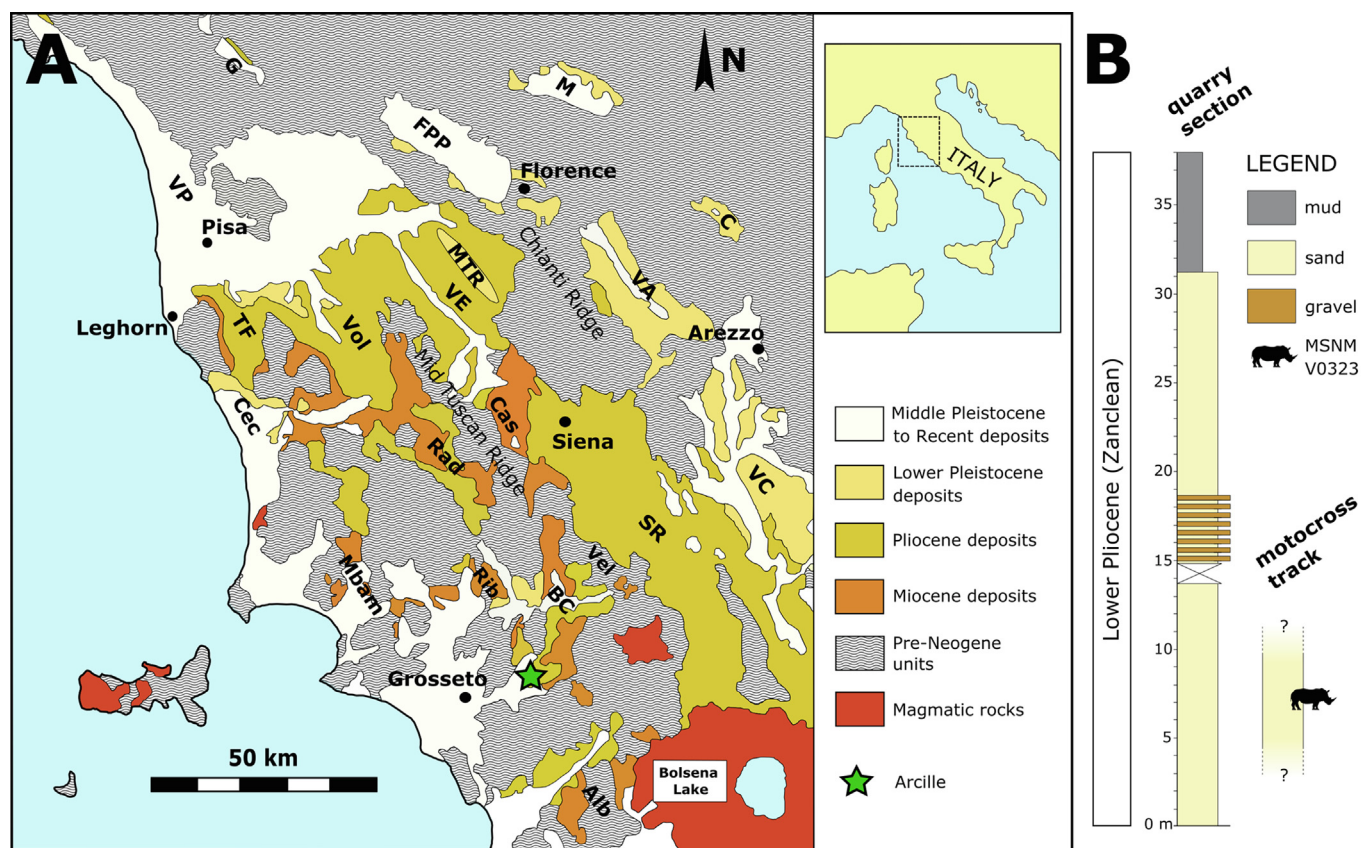 A
N
G
M
FPP
Florence
VP
Pisa
C
MTR
VE
Chianti Ridge
VA
Leghorn
TF
Vol
Arezzo
Mid Tuscan Ridge
Cec
Cas
Siena
Rad
VC
SR
Mbam
Rib
Vel
BC
Grosseto
50 km
Bolsena
Lake
Alb
ITALY
Middle Pleistocene
to Recent deposits
Lower Pleistocene
deposits
Pliocene deposits
Miocene deposits
Pre-Neogene
units
Magmatic rocks
Arcille
B
quarry
section
LEGEND
mud
sand
gravel
MSNM
V0323
Lower Pliocene (Zanclean)
35
30
25
20
15
10
5
0 m
motocross
track
?
?